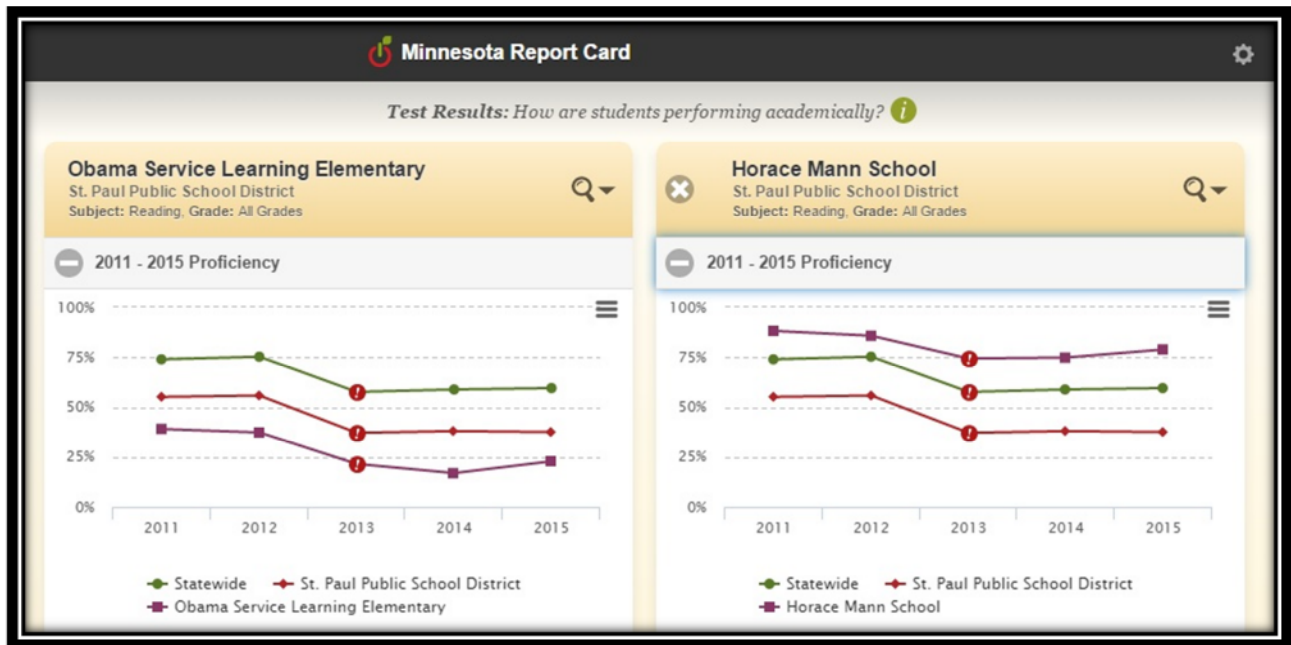 Minnesota Report Card
Test Results: How are students performing academically? i
Obama Service Learning Elementary
St. Paul Public School District
Subject: Reading, Grade: All Grades
2011 - 2015 Proficiency
100%
75%
50%
25%
0%
! 
!
!
2011 2012 2013 2014 2015
Statewide St. Paul Public School District
Obama Service Learning Elementary
Horace Mann School
St. Paul Public School District
Subject: Reading, Grade: All Grades
2011 - 2015 Proficiency
100%
75%
50%
25%
0%
!
!
!
2011 2012 2013 2014 2015
Statewide St. Paul Public School District
Horace Mann School